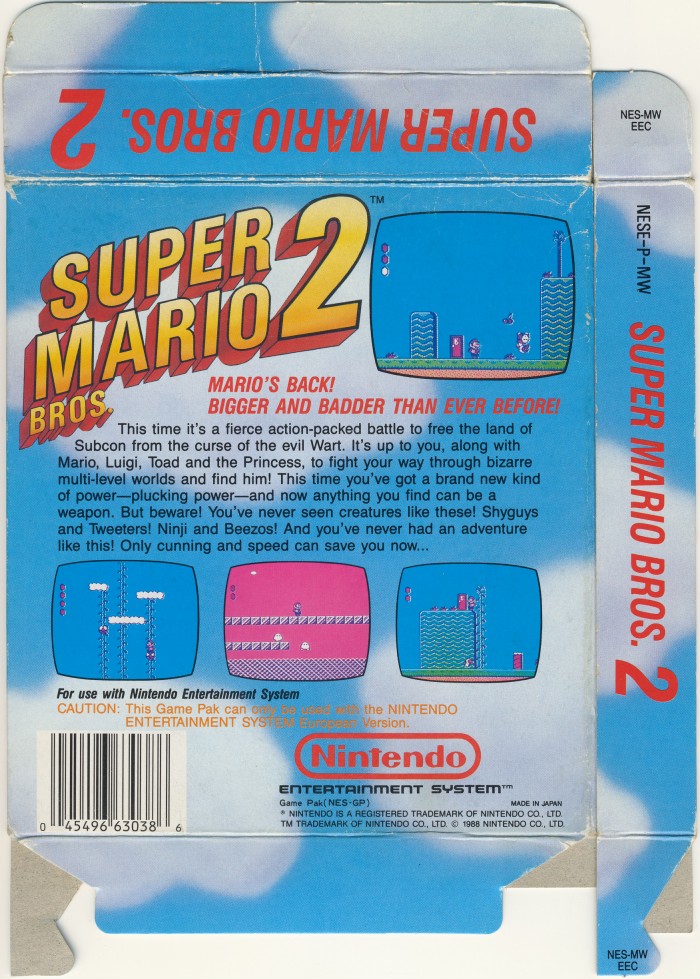 SUPER MARIO BROS. 2
NES-MW
EEC
NESE-P-MW
SUPER MARIO BROS. 2
SUPER
MARIO
BROS.
2
TM
MARIO'S BACK!
BIGGER AND BADDER THAN EVER BEFORE!
This time it's a fierce action-packed battle to free the land of
Subcon from the curse of the evil Wart. It's up to you, along with
Mario, Luigi, Toad and the Princess, to fight your way through bizarre
multi-level worlds and find him! This time you've got a brand new kind
of power—plucking power—and now anything you find can be a
weapon. But beware! You've never seen creatures like these! Shyguys
and Tweeters! Ninji and Beezos! And you've never had an adventure
like this! Only cunning and speed can save you now...
For use with Nintendo Entertainment System
CAUTION: This Game Pak can only be used with the NINTENDO
ENTERTAINMENT SYSTEM European Version.
Nintendo
ENTERTAINMENT SYSTEM™
Game Pak(NES-GP)
MADE IN JAPAN
® NINTENDO IS A REGISTERED TRADEMARK OF NINTENDO CO., LTD.
TM TRADEMARK OF NINTENDO CO., LTD. © 1988 NINTENDO CO., LTD.
0 45496 63038 6
NES-MW
EEC